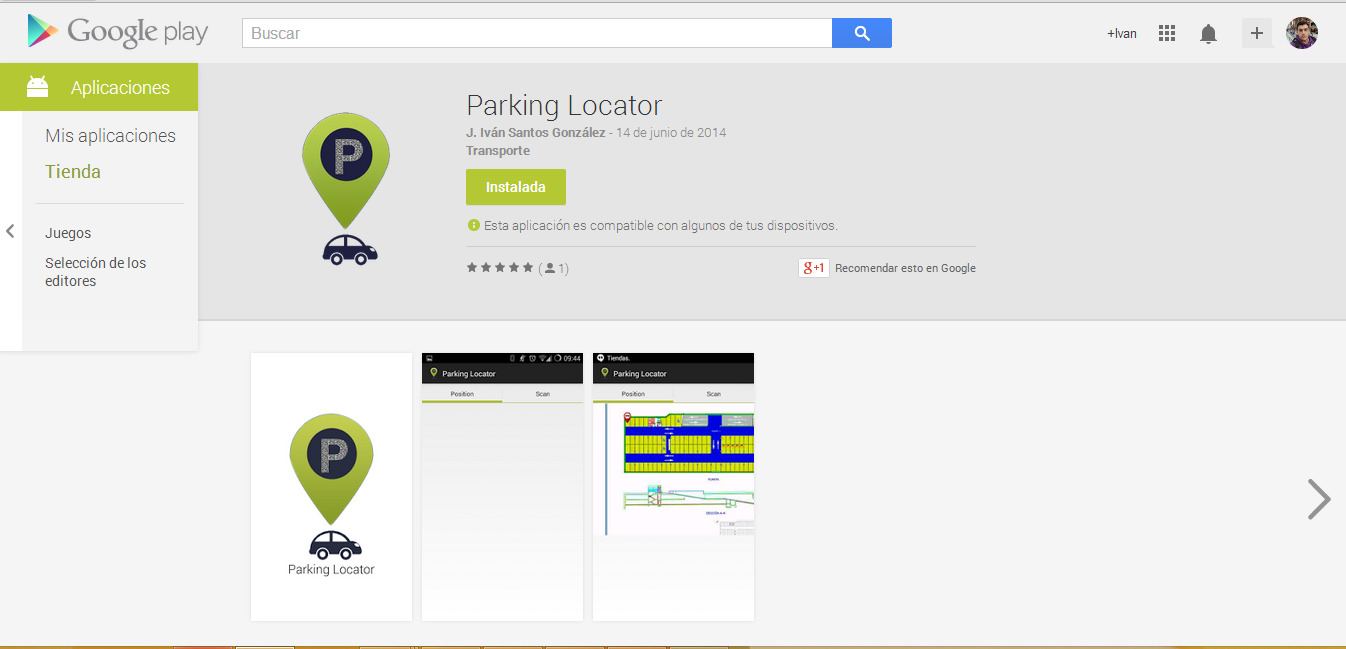 Google play
Buscar
+Ivan
Aplicaciones
Mis aplicaciones
Tienda
Juegos
Selección de los
editores
Parking Locator
J. Iván Santos González - 14 de junio de 2014
Transporte
Instalada
Esta aplicación es compatible con algunos de tus dispositivos.
( 1)
g+1 Recomendar esto en Google
P
P
Parking Locator
09:44
Parking Locator
Position Scan
Tiendas.
Parking Locator
Position Scan